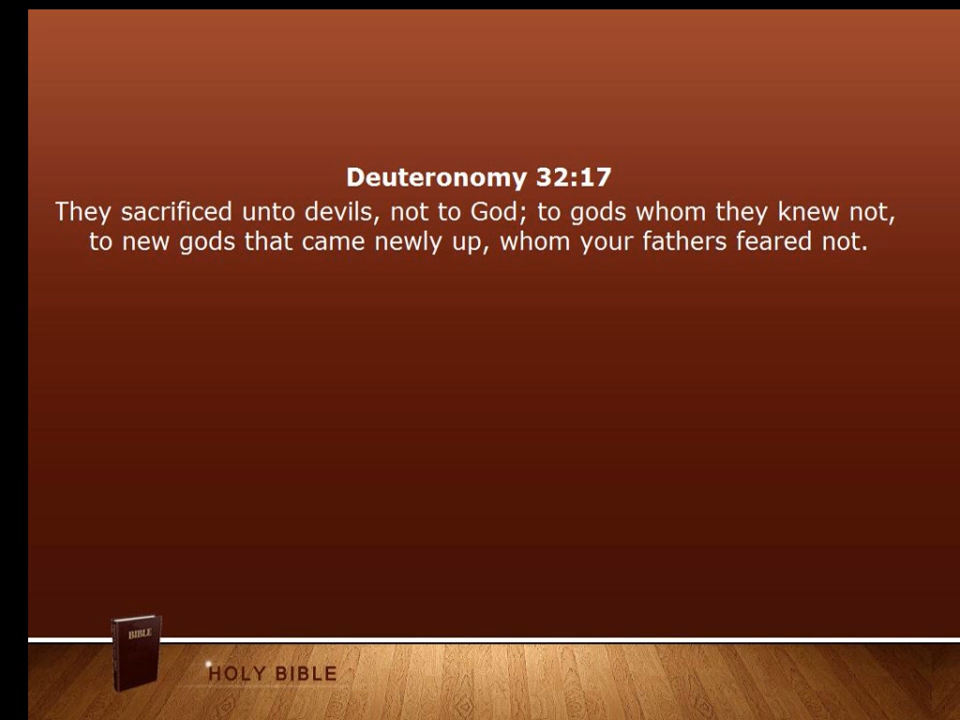 Deuteronomy 32:17
They sacrificed unto devils, not to God; to gods whom they knew not,
to new gods that came newly up, whom your fathers feared not.
BIBLE
HOLY BIBLE